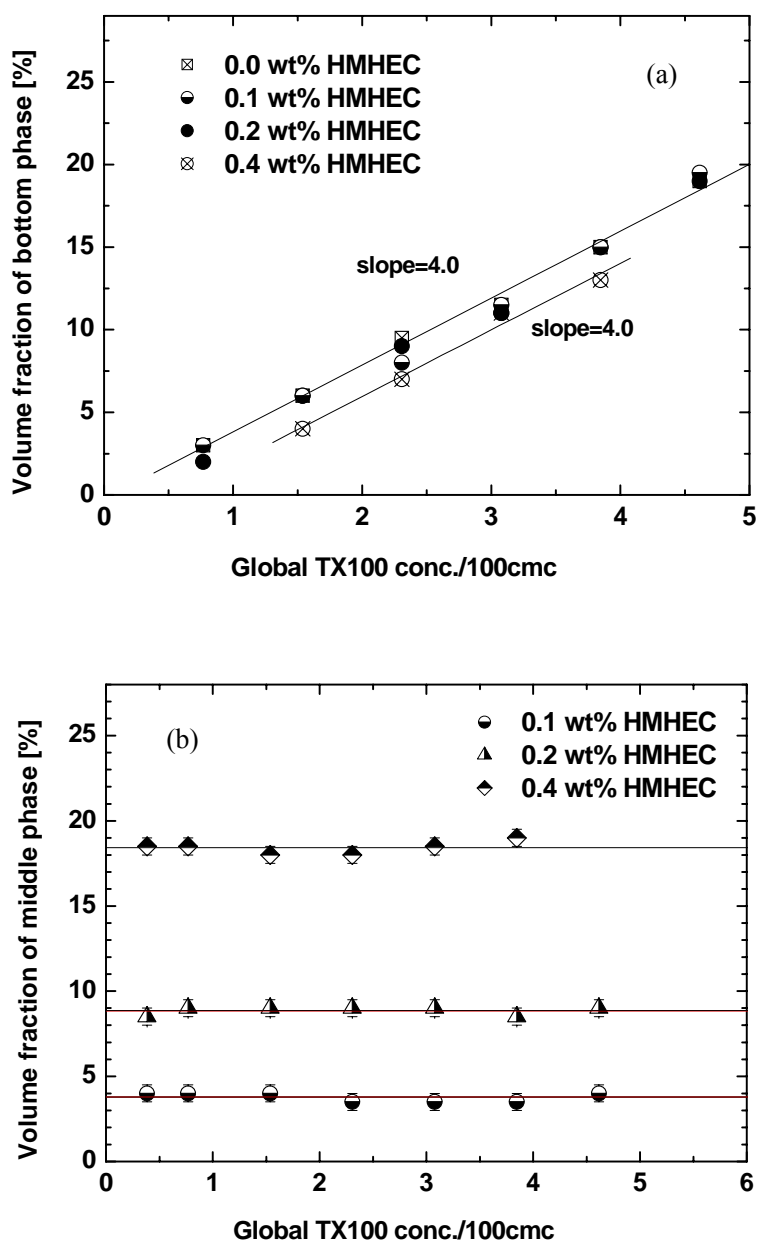 0.0 wt% HMHEC
0.1 wt% HMHEC
0.2 wt% HMHEC
0.4 wt% HMHEC
(a)
slope=4.0
slope=4.0
Volume fraction of bottom phase [%]
25
20
15
10
5
0
0 1 2 3 4 5
Global TX100 conc./100cmc
0.1 wt% HMHEC
0.2 wt% HMHEC
0.4 wt% HMHEC
(b)
Volume fraction of middle phase [%]
25
20
15
10
5
0
0 1 2 3 4 5 6
Global TX100 conc./100cmc